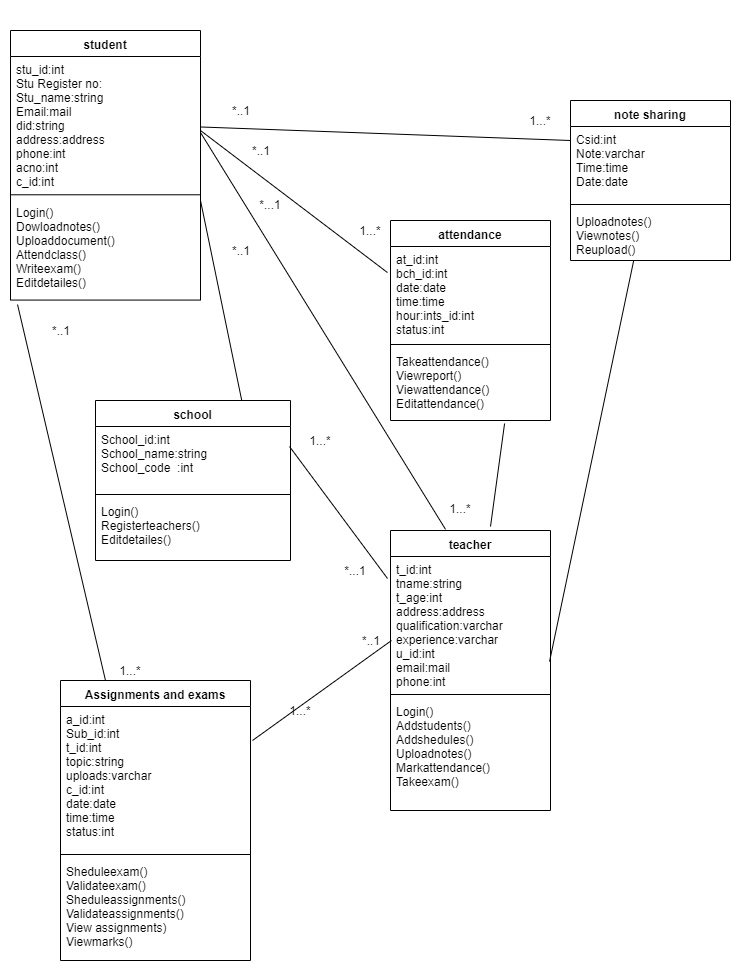 student
stu_id:int
Stu Register no:
Stu_name:string
Email:mail
did:string
address:address
phone:int
acno:int
c_id:int
Login()
Dowloadnotes()
Uploaddocument()
Attendclass()
Writeexam()
Editdetailes()
*..1
1...*
note sharing
Csid:int
Note:varchar
Time:time
Date:date
Uploadnotes()
Viewnotes()
Reupload()
*..1
*...1
1...*
*..1
attendance
at_id:int
bch_id:int
date:date
time:time
hour:ints_id:int
status:int
Takeattendance()
Viewreport()
Viewattendance()
Editattendance()
*..1
school
School_id:int
School_name:string
School_code  :int
Login()
Registerteachers()
Editdetailes()
1...*
*...1
1...*
teacher
t_id:int
tname:string
t_age:int
address:address
qualification:varchar
experience:varchar
u_id:int
email:mail
phone:int
Login()
Addstudents()
Addshedules()
Uploadnotes()
Markattendance()
Takeexam()
*..1
1...*
1...*
Assignments and exams
a_id:int
Sub_id:int
t_id:int
topic:string
uploads:varchar
c_id:int
date:date
time:time
status:int
Sheduleexam()
Validateexam()
Sheduleassignments()
Validateassignments()
View assignments)
Viewmarks()